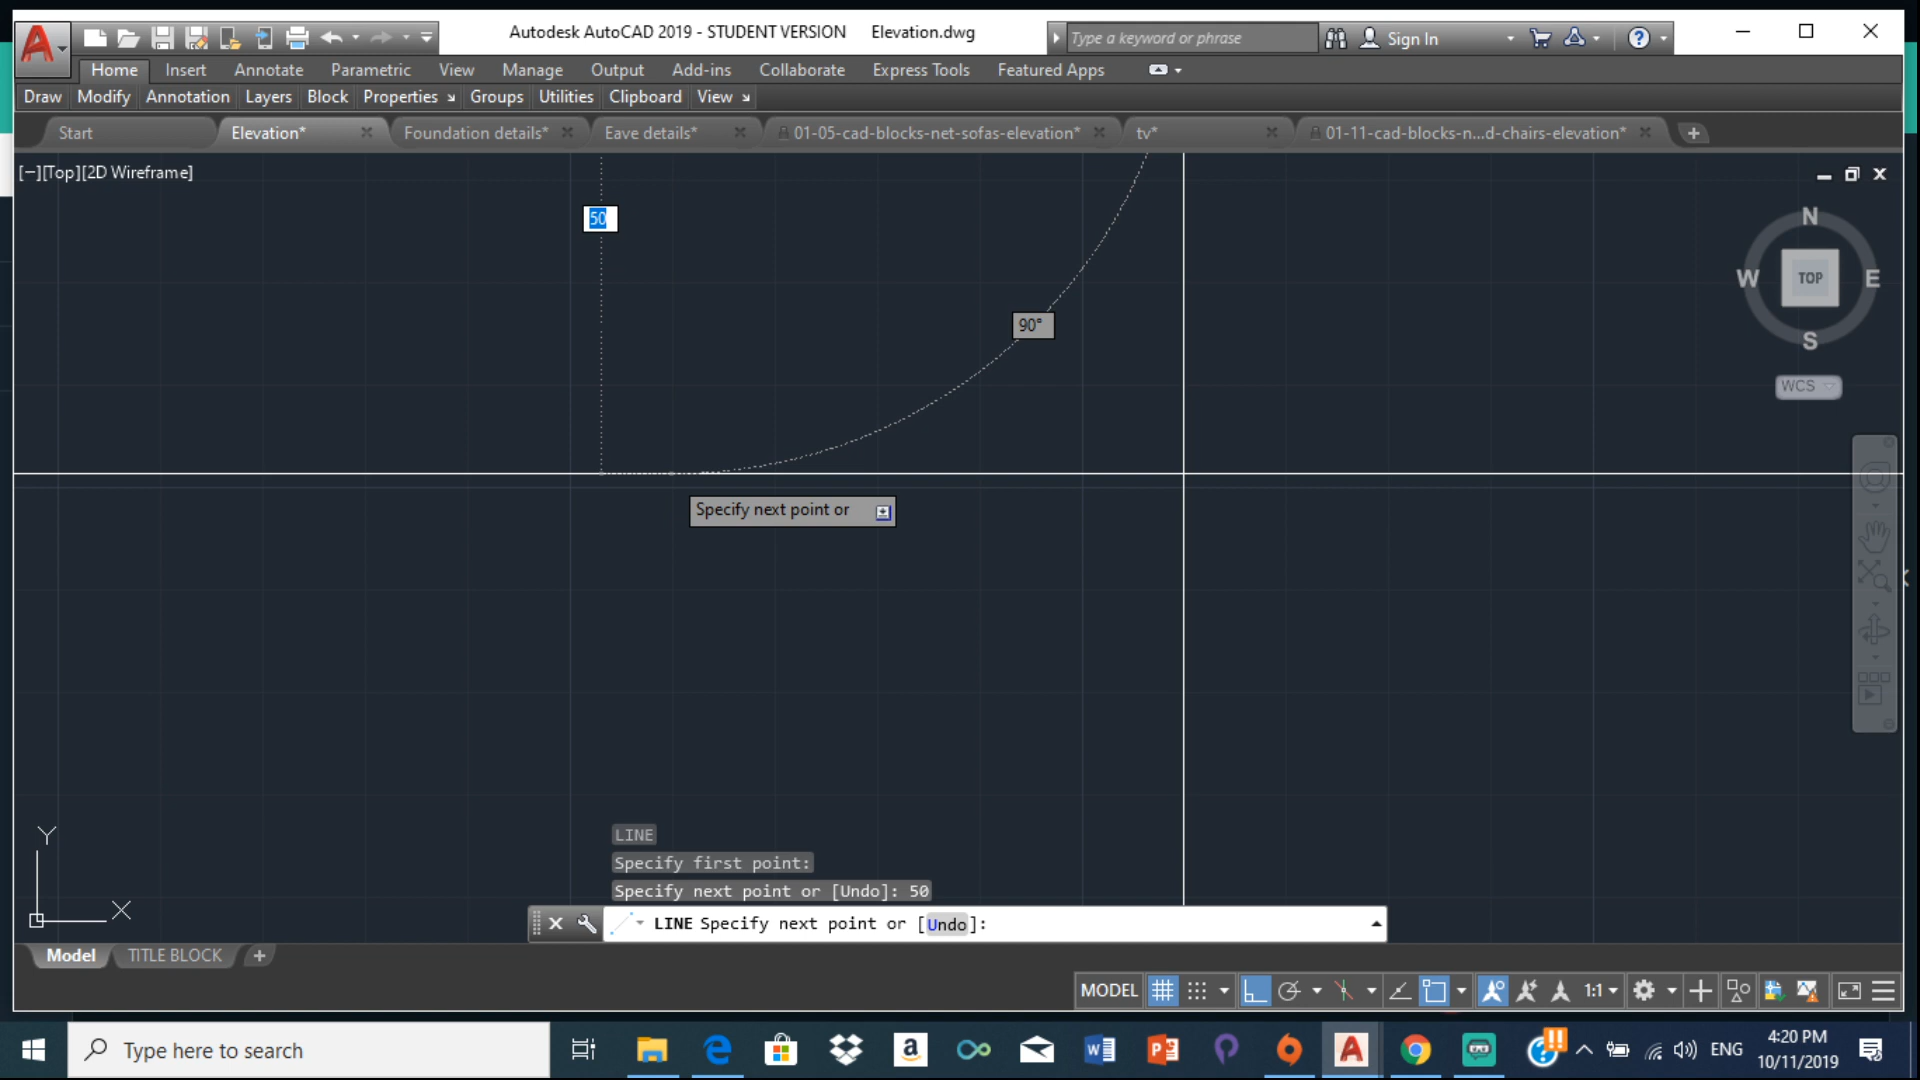 Autodesk AutoCAD 2019 - STUDENT VERSION Elevation.dwg
Type a keyword or phrase
Sign In
Home Insert Annotate Parametric View Manage Output Add-ins Collaborate Express Tools Featured Apps
Draw Modify Annotation Layers Block Properties Groups Utilities Clipboard View
Start Elevation* Foundation details* Eave details* 01-05-cad-blocks-net-sofas-elevation* tv* 01-11-cad-blocks-n...d-chairs-elevation*
[−][Top][2D Wireframe]
50
N
W TOP E
S
90°
WCS
Specify next point or
Y
X
LINE
Specify first point:
Specify next point or [Undo]: 50
LINE Specify next point or [Undo]:
Model TITLE BLOCK
MODEL 1:1
Type here to search
ENG
4:20 PM
10/11/2019